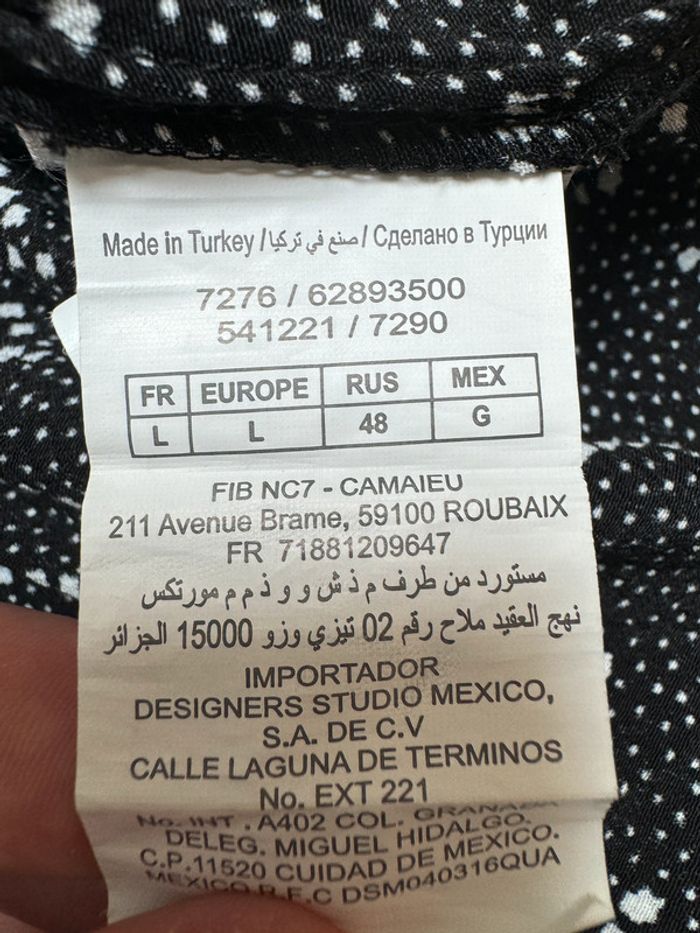 Made in Turkey / صنع في تركيا / Сделано в Турции
7276 / 62893500
541221 / 7290
FR EUROPE RUS MEX
L L 48 G
FIB NC7 - CAMAIEU
211 Avenue Brame, 59100 ROUBAIX
FR 71881209647
مستورد من طرف م ذ ش و و ذ م م مورتكس
نهج العقيد ملاح رقم 02 تيزي وزو 15000 الجزائر
IMPORTADOR
DESIGNERS STUDIO MEXICO,
S.A. DE C.V
CALLE LAGUNA DE TERMINOS
No. EXT 221
No. INT . A402 COL. GRANADA
DELEG. MIGUEL HIDALGO.
C.P.11520 CUIDAD DE MEXICO.
MEXICO R.F.C DSM040316QUA